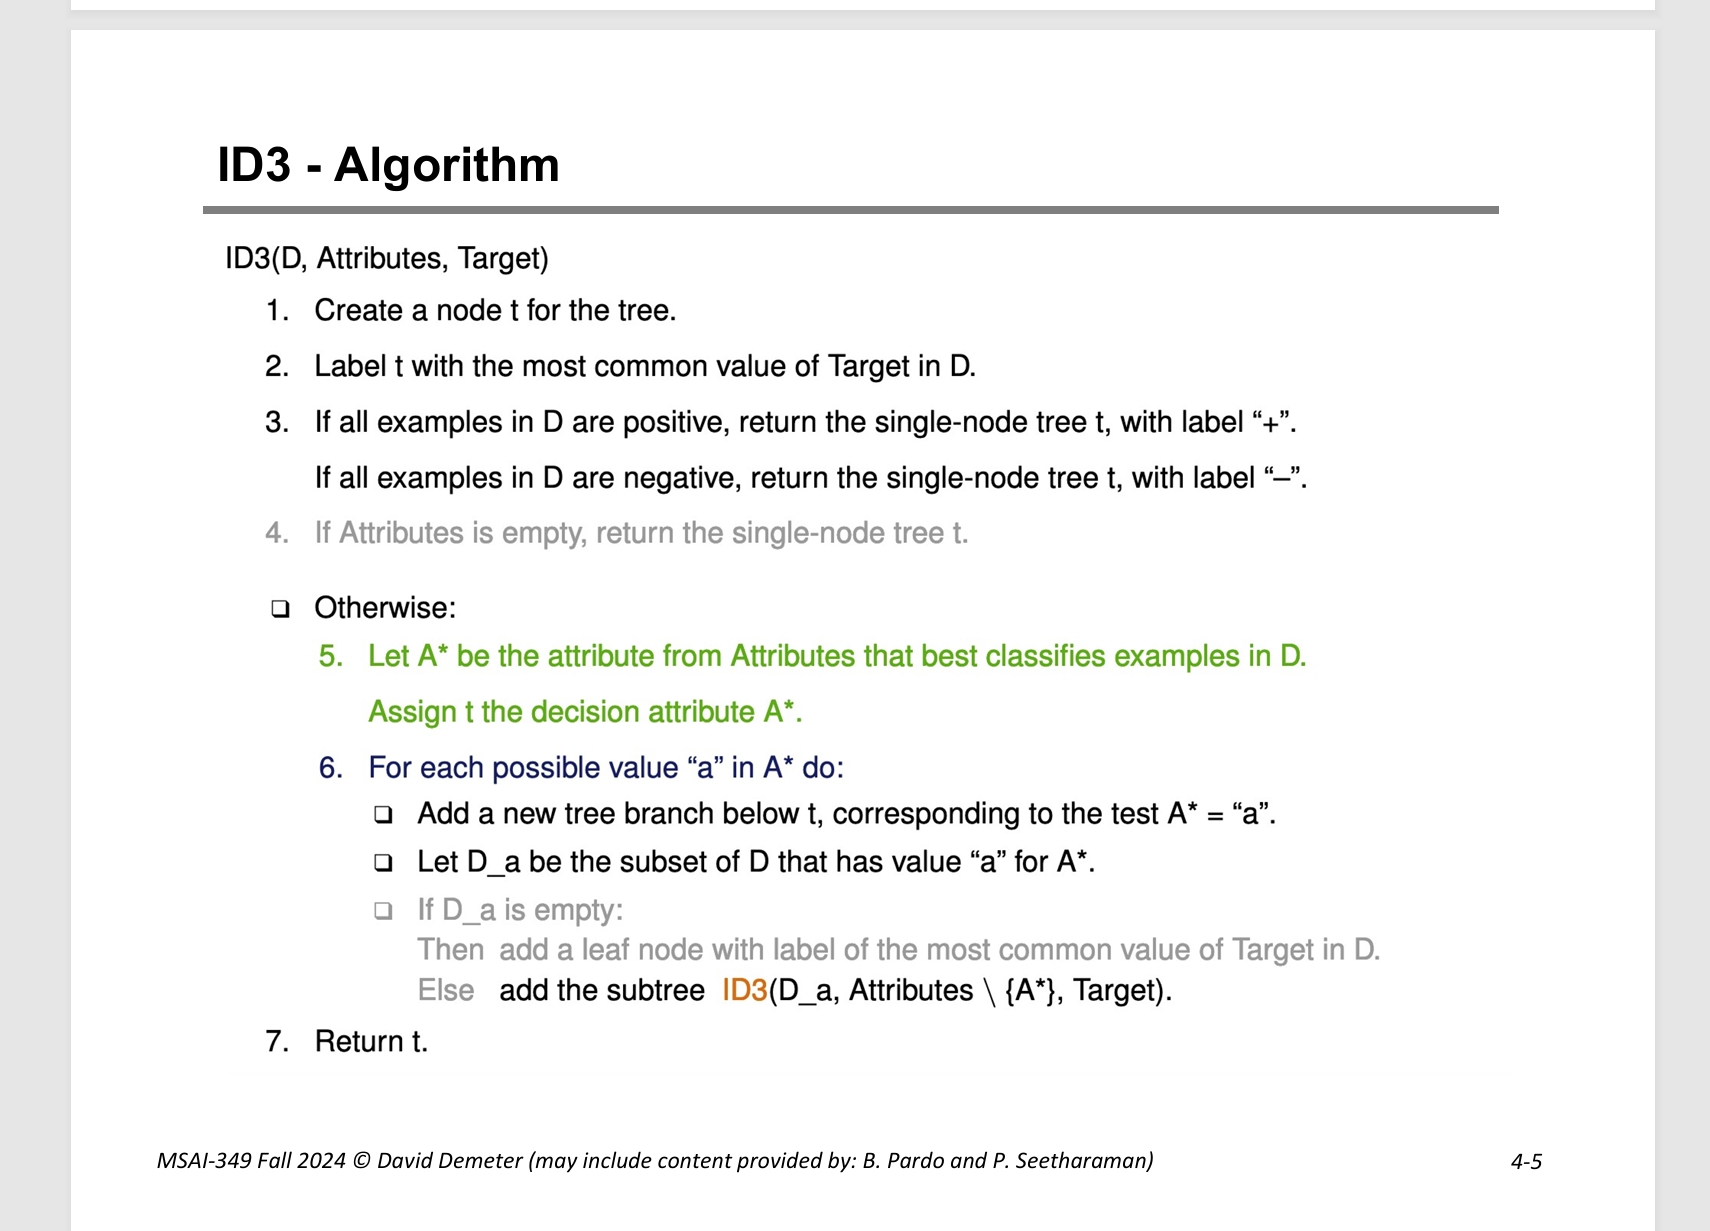 ID3 - Algorithm
ID3(D, Attributes, Target)
1. Create a node t for the tree.
2. Label t with the most common value of Target in D.
3. If all examples in D are positive, return the single-node tree t, with label “+”.
If all examples in D are negative, return the single-node tree t, with label “–”.
4. If Attributes is empty, return the single-node tree t.
❑ Otherwise:
5. Let A* be the attribute from Attributes that best classifies examples in D.
Assign t the decision attribute A*.
6. For each possible value “a” in A* do:
❑ Add a new tree branch below t, corresponding to the test A* = “a”.
❑ Let D_a be the subset of D that has value “a” for A*.
❑ If D_a is empty:
Then add a leaf node with label of the most common value of Target in D.
Else add the subtree ID3(D_a, Attributes \ {A*}, Target).
7. Return t.
MSAI-349 Fall 2024 © David Demeter (may include content provided by: B. Pardo and P. Seetharaman) 4-5